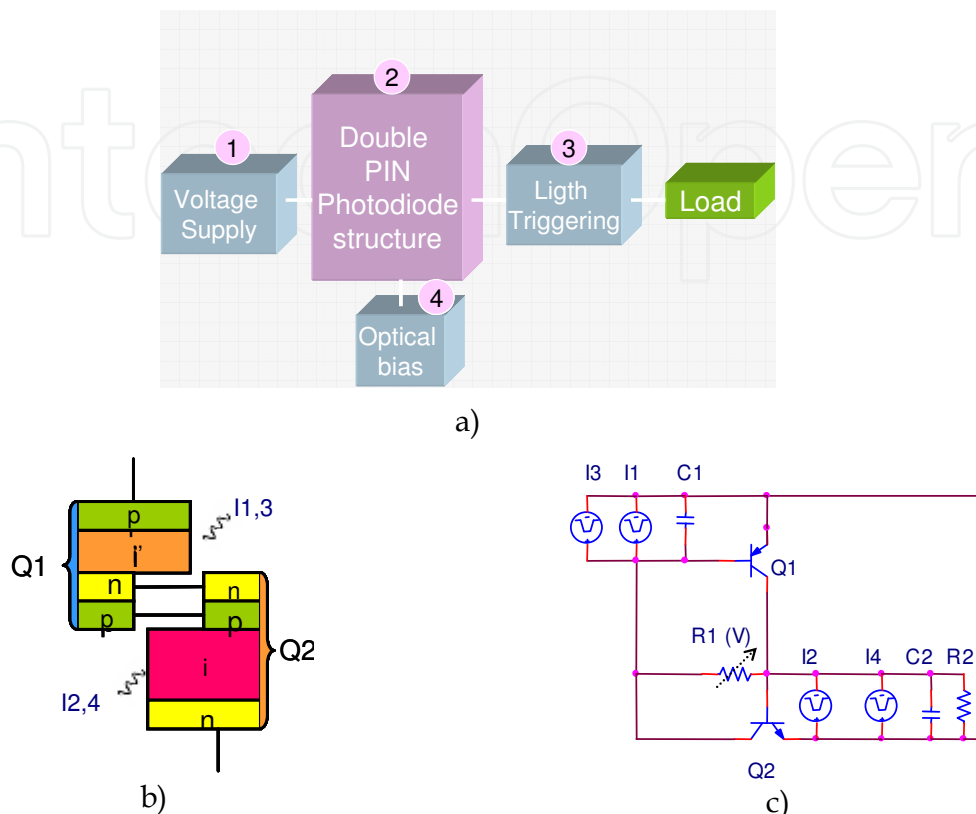 2
Double
PIN
Photodiode
structure
1
Voltage
Supply
3
Ligth
Triggering
Load
4
Optical
bias
a)
p
i'
n
p
Q1
I1,3
n
p
i
n
Q2
I2,4
b)
I3 I1 C1
Q1
R1 (V)
I2 I4 C2 R2
Q2
c)